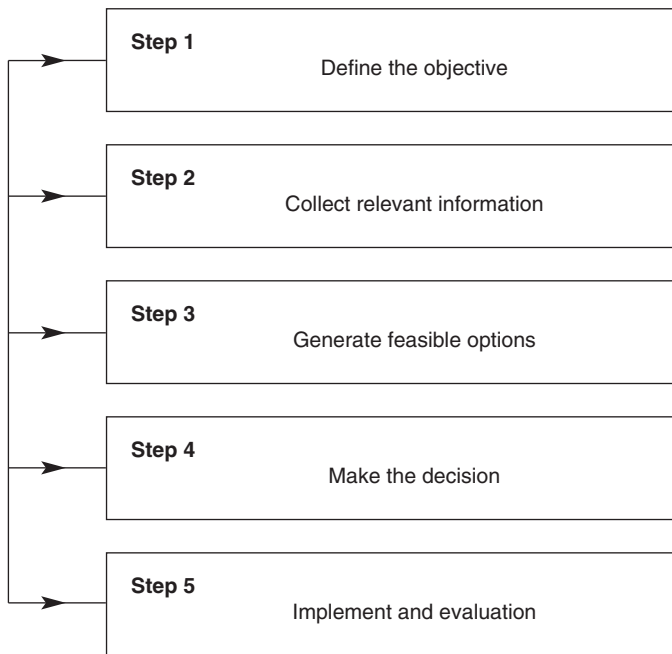 Step 1
Define the objective
Step 2
Collect relevant information
Step 3
Generate feasible options
Step 4
Make the decision
Step 5
Implement and evaluation